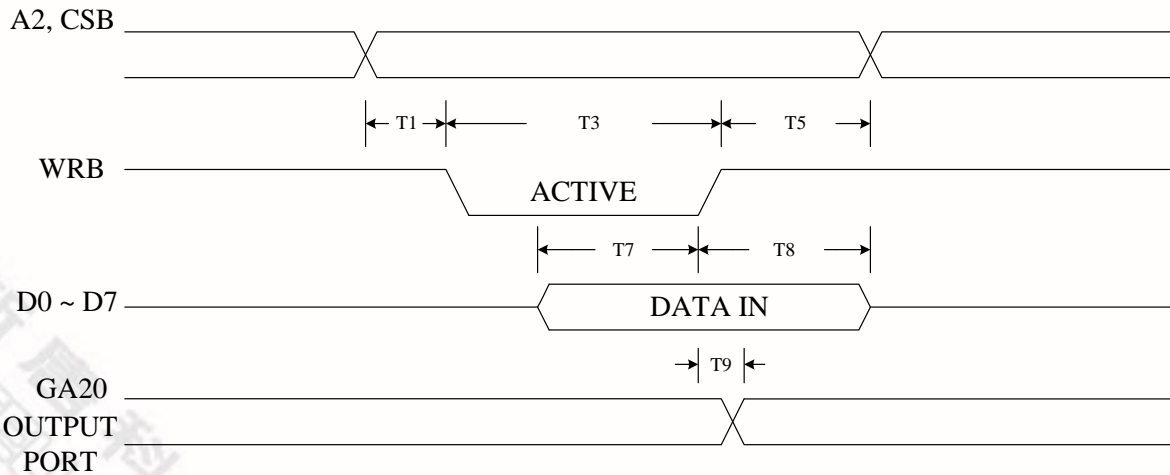 A2, CSB
T1 T3 T5
WRB
ACTIVE
T7 T8
D0 ~ D7
DATA IN
T9
GA20
OUTPUT
PORT